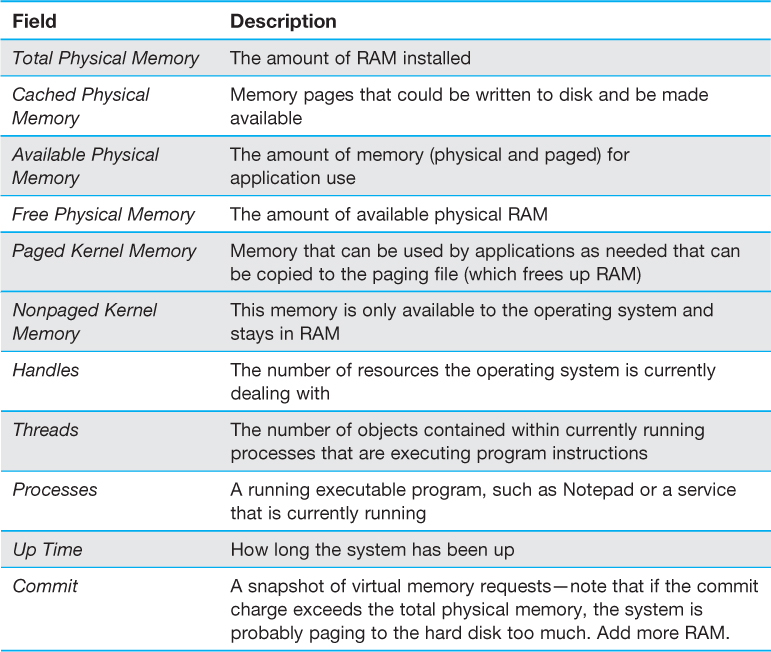 Field Description
Total Physical Memory The amount of RAM installed
Cached Physical Memory pages that could be written to disk and be made
Memory available
Available Physical The amount of memory (physical and paged) for
Memory application use
Free Physical Memory The amount of available physical RAM
Paged Kernel Memory Memory that can be used by applications as needed that can
be copied to the paging file (which frees up RAM)
Nonpaged Kernel This memory is only available to the operating system and
Memory stays in RAM
Handles The number of resources the operating system is currently
dealing with
Threads The number of objects contained within currently running
processes that are executing program instructions
Processes A running executable program, such as Notepad or a service
that is currently running
Up Time How long the system has been up
Commit A snapshot of virtual memory requests—note that if the commit
charge exceeds the total physical memory, the system is
probably paging to the hard disk too much. Add more RAM.